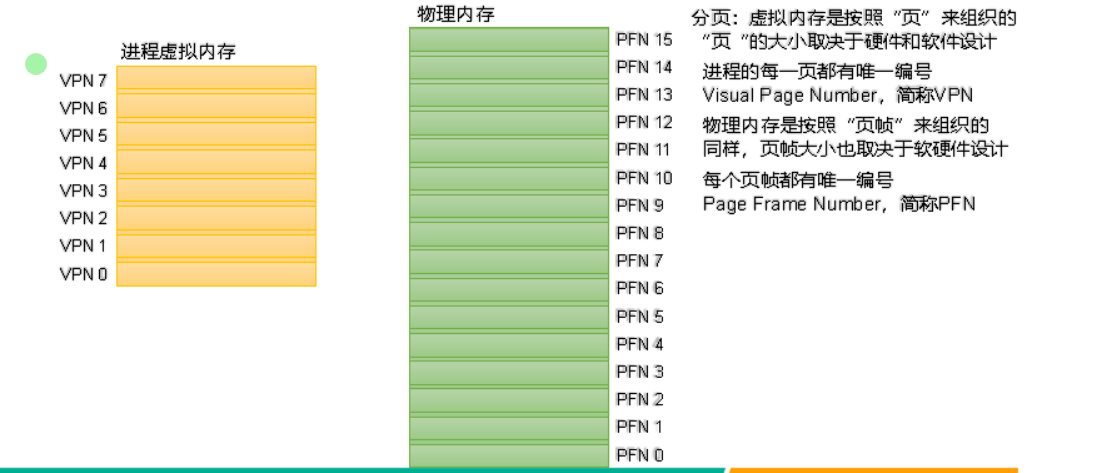 进程虚拟内存
VPN 7
VPN 6
VPN 5
VPN 4
VPN 3
VPN 2
VPN 1
VPN 0
物理内存
PFN 15
PFN 14
PFN 13
PFN 12
PFN 11
PFN 10
PFN 9
PFN 8
PFN 7
PFN 6
PFN 5
PFN 4
PFN 3
PFN 2
PFN 1
PFN 0
分页：虚拟内存是按照“页”来组织的
“页 “的大小取决于硬件和软件设计
进程的每一页都有唯一编号
Visual Page Number，简称VPN
物理内存是按照“页帧”来组织的
同样，页帧大小也取决于软硬件设计
每个页帧都有唯一编号
Page Frame Number，简称PFN